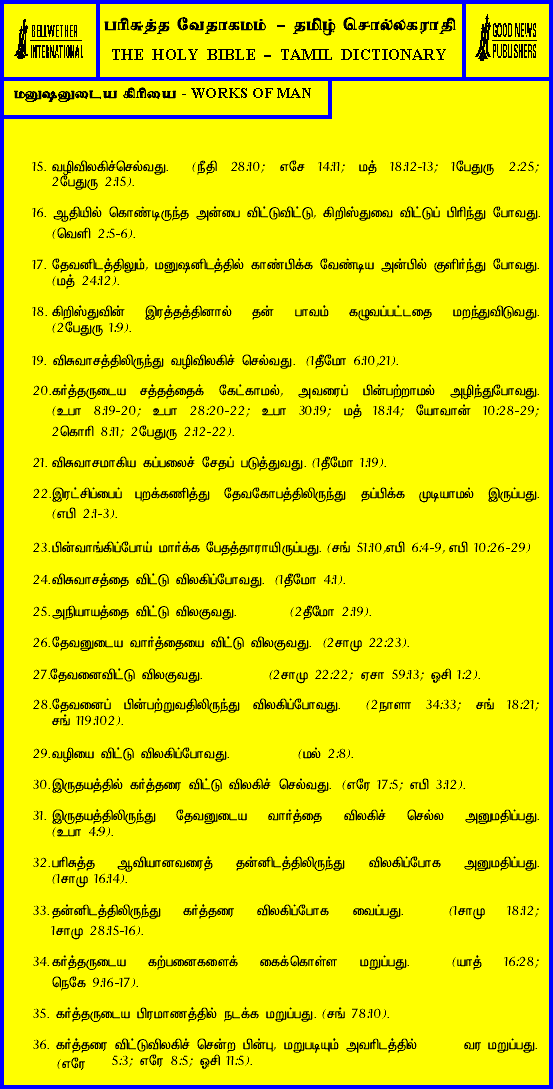 BELLWETHER
INTERNATIONAL
பரிசுத்த வேதாகமம் – தமிழ் சொல்லகராதி
THE HOLY BIBLE – TAMIL DICTIONARY
GOOD NEWS
PUBLISHERS
மனுஷனுடைய கிரியை - WORKS OF MAN
15. வழிவிலகிச்செல்வது. (நீதி 28:10; எசே 14:11; மத் 18:12-13; 1பேதுரு 2:25;
2பேதுரு 2:15).
16. ஆதியில் கொண்டிருந்த அன்பை விட்டுவிட்டு, கிறிஸ்துவை விட்டுப் பிரிந்து போவது.
(வெளி 2:5-6).
17. தேவனிடத்திலும், மனுஷனிடத்தில் காண்பிக்க வேண்டிய அன்பில் குளிர்ந்து போவது.
(மத் 24:12).
18. கிறிஸ்துவின் இரத்தத்தினால் தன் பாவம் கழுவப்பட்டதை மறந்துவிடுவது.
(2பேதுரு 1:9).
19. விசுவாசத்திலிருந்து வழிவிலகிச் செல்வது. (1தீமோ 6:10,21).
20.கர்த்தருடைய சத்தத்தைக் கேட்காமல், அவரைப் பின்பற்றாமல் அழிந்துபோவது.
(உபா 8:19-20; உபா 28:20-22; உபா 30:19; மத் 18:14; யோவான் 10:28-29;
2கொரி 8:11; 2பேதுரு 2:12-22).
21. விசுவாசமாகிய கப்பலைச் சேதப் படுத்துவது. (1தீமோ 1:19).
22.இரட்சிப்பைப் புறக்கணித்து தேவகோபத்திலிருந்து தப்பிக்க முடியாமல் இருப்பது.
(எபி 2:1-3).
23.பின்வாங்கிப்போய் மார்க்க பேதத்தாராயிருப்பது. (சங் 51:10,எபி 6:4-9, எபி 10:26-29)
24.விசுவாசத்தை விட்டு விலகிப்போவது. (1தீமோ 4:1).
25. அநியாயத்தை விட்டு விலகுவது. (2தீமோ 2:19).
26.தேவனுடைய வார்த்தையை விட்டு விலகுவது. (2சாமு 22:23).
27.தேவனைவிட்டு விலகுவது. (2சாமு 22:22; ஏசா 59:13; ஓசி 1:2).
28.தேவனைப் பின்பற்றுவதிலிருந்து விலகிப்போவது. (2நாளா 34:33; சங் 18:21;
சங் 119:102).
29.வழியை விட்டு விலகிப்போவது. (மல் 2:8).
30. இருதயத்தில் கர்த்தரை விட்டு விலகிச் செல்வது. (எரே 17:5; எபி 3:12).
31. இருதயத்திலிருந்து தேவனுடைய வார்த்தை விலகிச் செல்ல அனுமதிப்பது.
(உபா 4:9).
32.பரிசுத்த ஆவியானவரைத் தன்னிடத்திலிருந்து விலகிப்போக அனுமதிப்பது.
(1சாமு 16:14).
33.தன்னிடத்திலிருந்து கர்த்தரை விலகிப்போக வைப்பது. (1சாமு 18:12;
1சாமு 28:15-16).
34.கர்த்தருடைய கற்பனைகளைக் கைக்கொள்ள மறுப்பது. (யாத் 16:28;
நெகே 9:16-17).
35. கர்த்தருடைய பிரமாணத்தில் நடக்க மறுப்பது. (சங் 78:10).
36. கர்த்தரை விட்டுவிலகிச் சென்ற பின்பு, மறுபடியும் அவரிடத்தில் வர மறுப்பது.
(எரே 5:3; எரே 8:5; ஓசி 11:5).